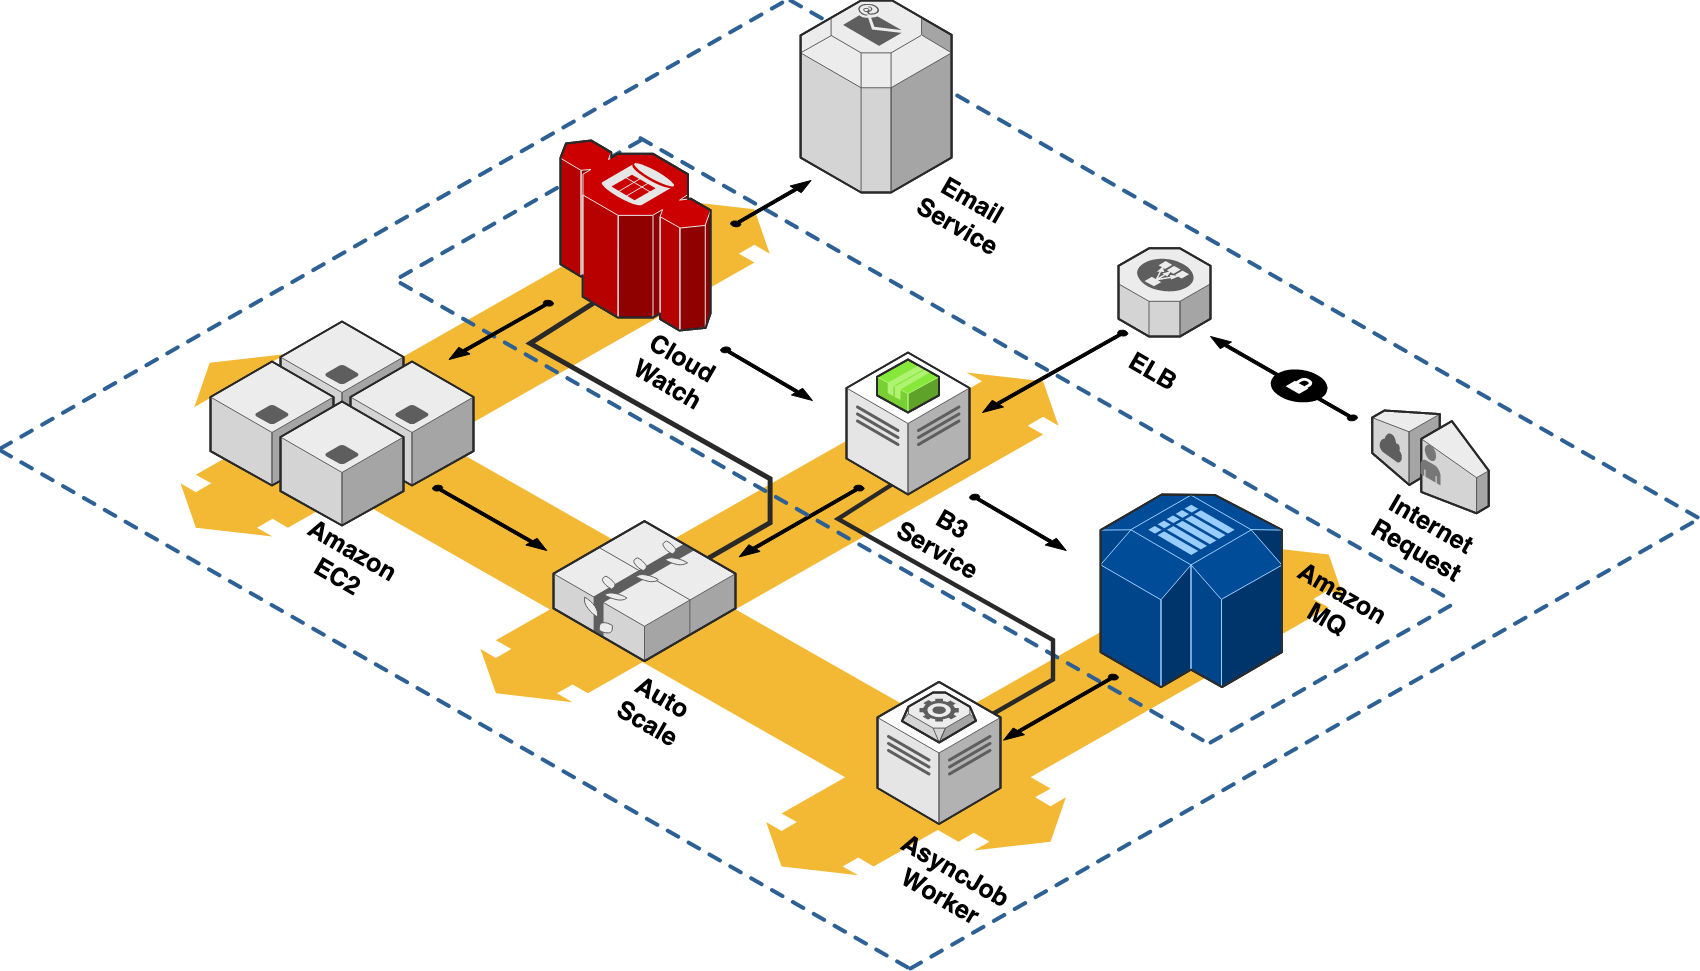 Email
Service
Cloud
Watch
ELB
Internet
Request
B3
Service
Amazon
EC2
Amazon
MQ
Auto
Scale
AsyncJob
Worker
@